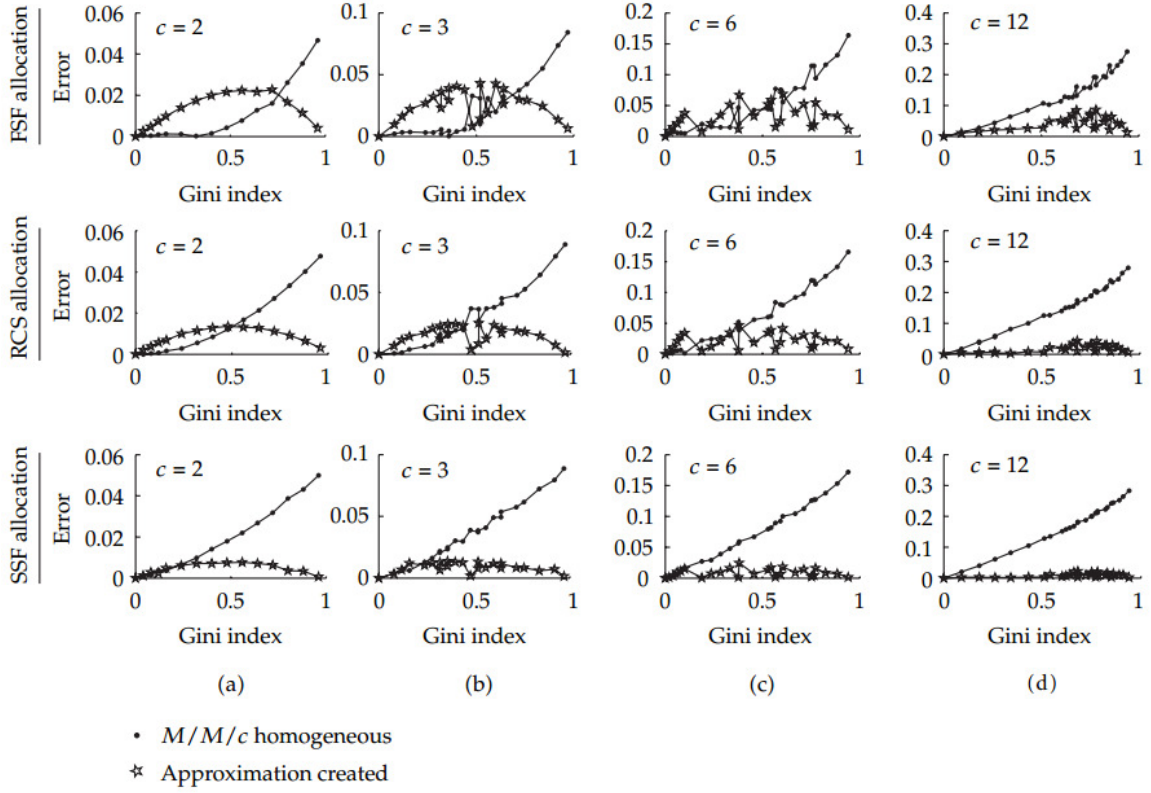 FSF allocation
Error
0.06
0.04
0.02
0
c = 2
0 0.5 1
Gini index
0.1
0.05
0
c = 3
0 0.5 1
Gini index
0.2
0.15
0.1
0.05
0
c = 6
0 0.5 1
Gini index
0.4
0.3
0.2
0.1
0
c = 12
0 0.5 1
Gini index
RCS allocation
Error
0.06
0.04
0.02
0
c = 2
0 0.5 1
Gini index
0.1
0.05
0
c = 3
0 0.5 1
Gini index
0.2
0.15
0.1
0.05
0
c = 6
0 0.5 1
Gini index
0.4
0.3
0.2
0.1
0
c = 12
0 0.5 1
Gini index
SSF allocation
Error
0.06
0.04
0.02
0
c = 2
0 0.5 1
Gini index
0.1
0.05
0
c = 3
0 0.5 1
Gini index
0.2
0.15
0.1
0.05
0
c = 6
0 0.5 1
Gini index
0.4
0.3
0.2
0.1
0
c = 12
0 0.5 1
Gini index
(a)
(b)
(c)
(d)
M/M/c homogeneous
Approximation created